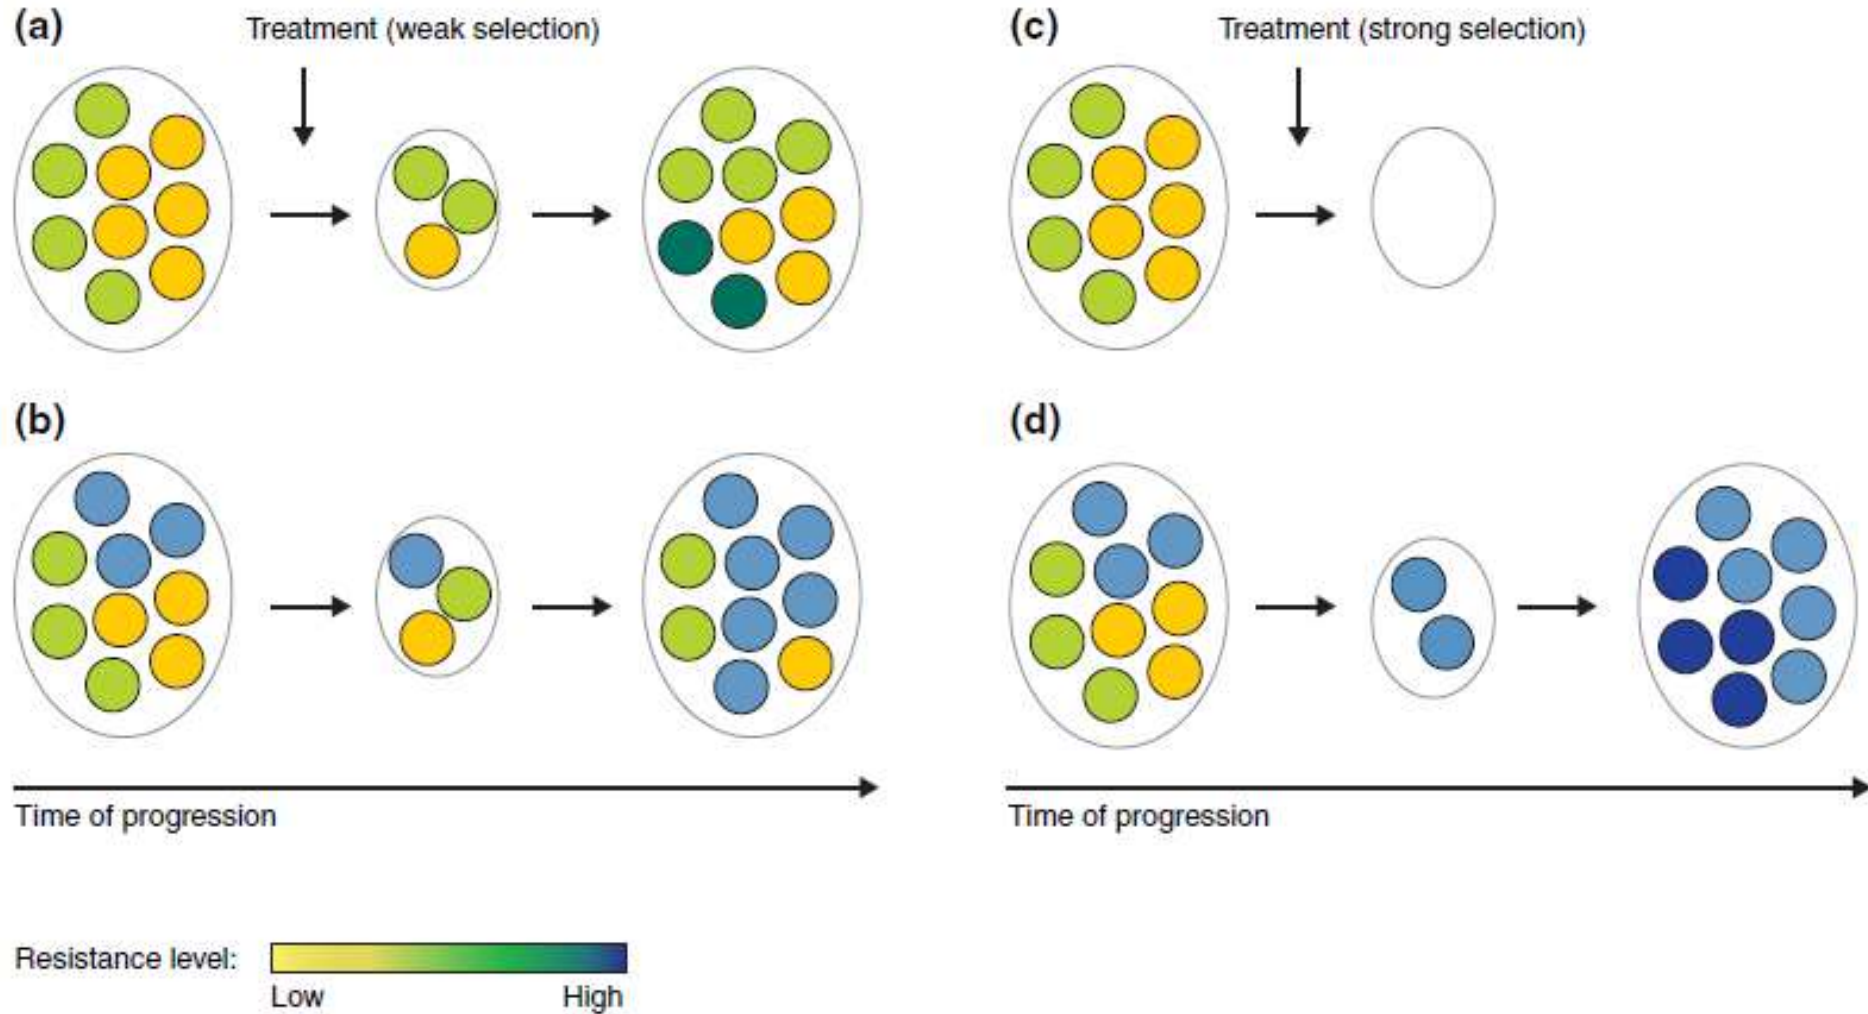 (a)
Treatment (weak selection)
(c)
Treatment (strong selection)
(b)
(d)
Time of progression
Time of progression
Resistance level:
Low
High